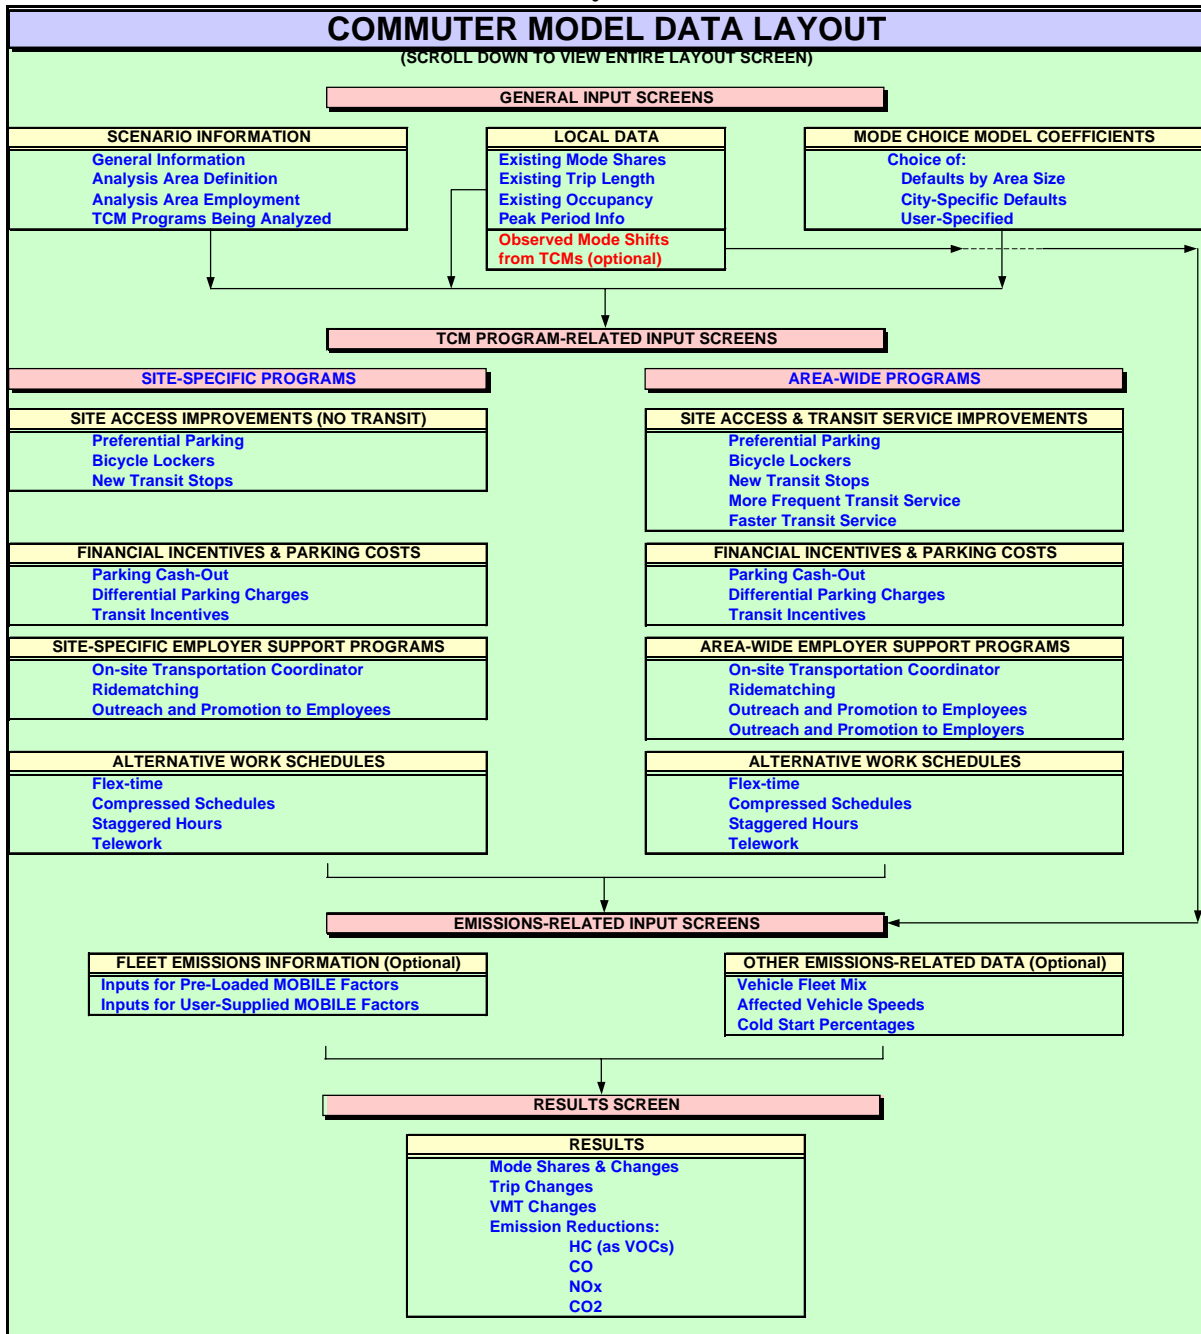 COMMUTER MODEL DATA LAYOUT
(SCROLL DOWN TO VIEW ENTIRE LAYOUT SCREEN)
GENERAL INPUT SCREENS
SCENARIO INFORMATION
General Information
Analysis Area Definition
Analysis Area Employment
TCM Programs Being Analyzed
LOCAL DATA
Existing Mode Shares
Existing Trip Length
Existing Occupancy
Peak Period Info
Observed Mode Shifts
from TCMs (optional)
MODE CHOICE MODEL COEFFICIENTS
Choice of:
Defaults by Area Size
City-Specific Defaults
User-Specified
TCM PROGRAM-RELATED INPUT SCREENS
SITE-SPECIFIC PROGRAMS
SITE ACCESS IMPROVEMENTS (NO TRANSIT)
Preferential Parking
Bicycle Lockers
New Transit Stops
FINANCIAL INCENTIVES & PARKING COSTS
Parking Cash-Out
Differential Parking Charges
Transit Incentives
SITE-SPECIFIC EMPLOYER SUPPORT PROGRAMS
On-site Transportation Coordinator
Ridematching
Outreach and Promotion to Employees
ALTERNATIVE WORK SCHEDULES
Flex-time
Compressed Schedules
Staggered Hours
Telework
AREA-WIDE PROGRAMS
SITE ACCESS & TRANSIT SERVICE IMPROVEMENTS
Preferential Parking
Bicycle Lockers
New Transit Stops
More Frequent Transit Service
Faster Transit Service
FINANCIAL INCENTIVES & PARKING COSTS
Parking Cash-Out
Differential Parking Charges
Transit Incentives
AREA-WIDE EMPLOYER SUPPORT PROGRAMS
On-site Transportation Coordinator
Ridematching
Outreach and Promotion to Employees
Outreach and Promotion to Employers
ALTERNATIVE WORK SCHEDULES
Flex-time
Compressed Schedules
Staggered Hours
Telework
EMISSIONS-RELATED INPUT SCREENS
FLEET EMISSIONS INFORMATION (Optional)
Inputs for Pre-Loaded MOBILE Factors
Inputs for User-Supplied MOBILE Factors
OTHER EMISSIONS-RELATED DATA (Optional)
Vehicle Fleet Mix
Affected Vehicle Speeds
Cold Start Percentages
RESULTS SCREEN
RESULTS
Mode Shares & Changes
Trip Changes
VMT Changes
Emission Reductions:
HC (as VOCs)
CO
NOx
CO2